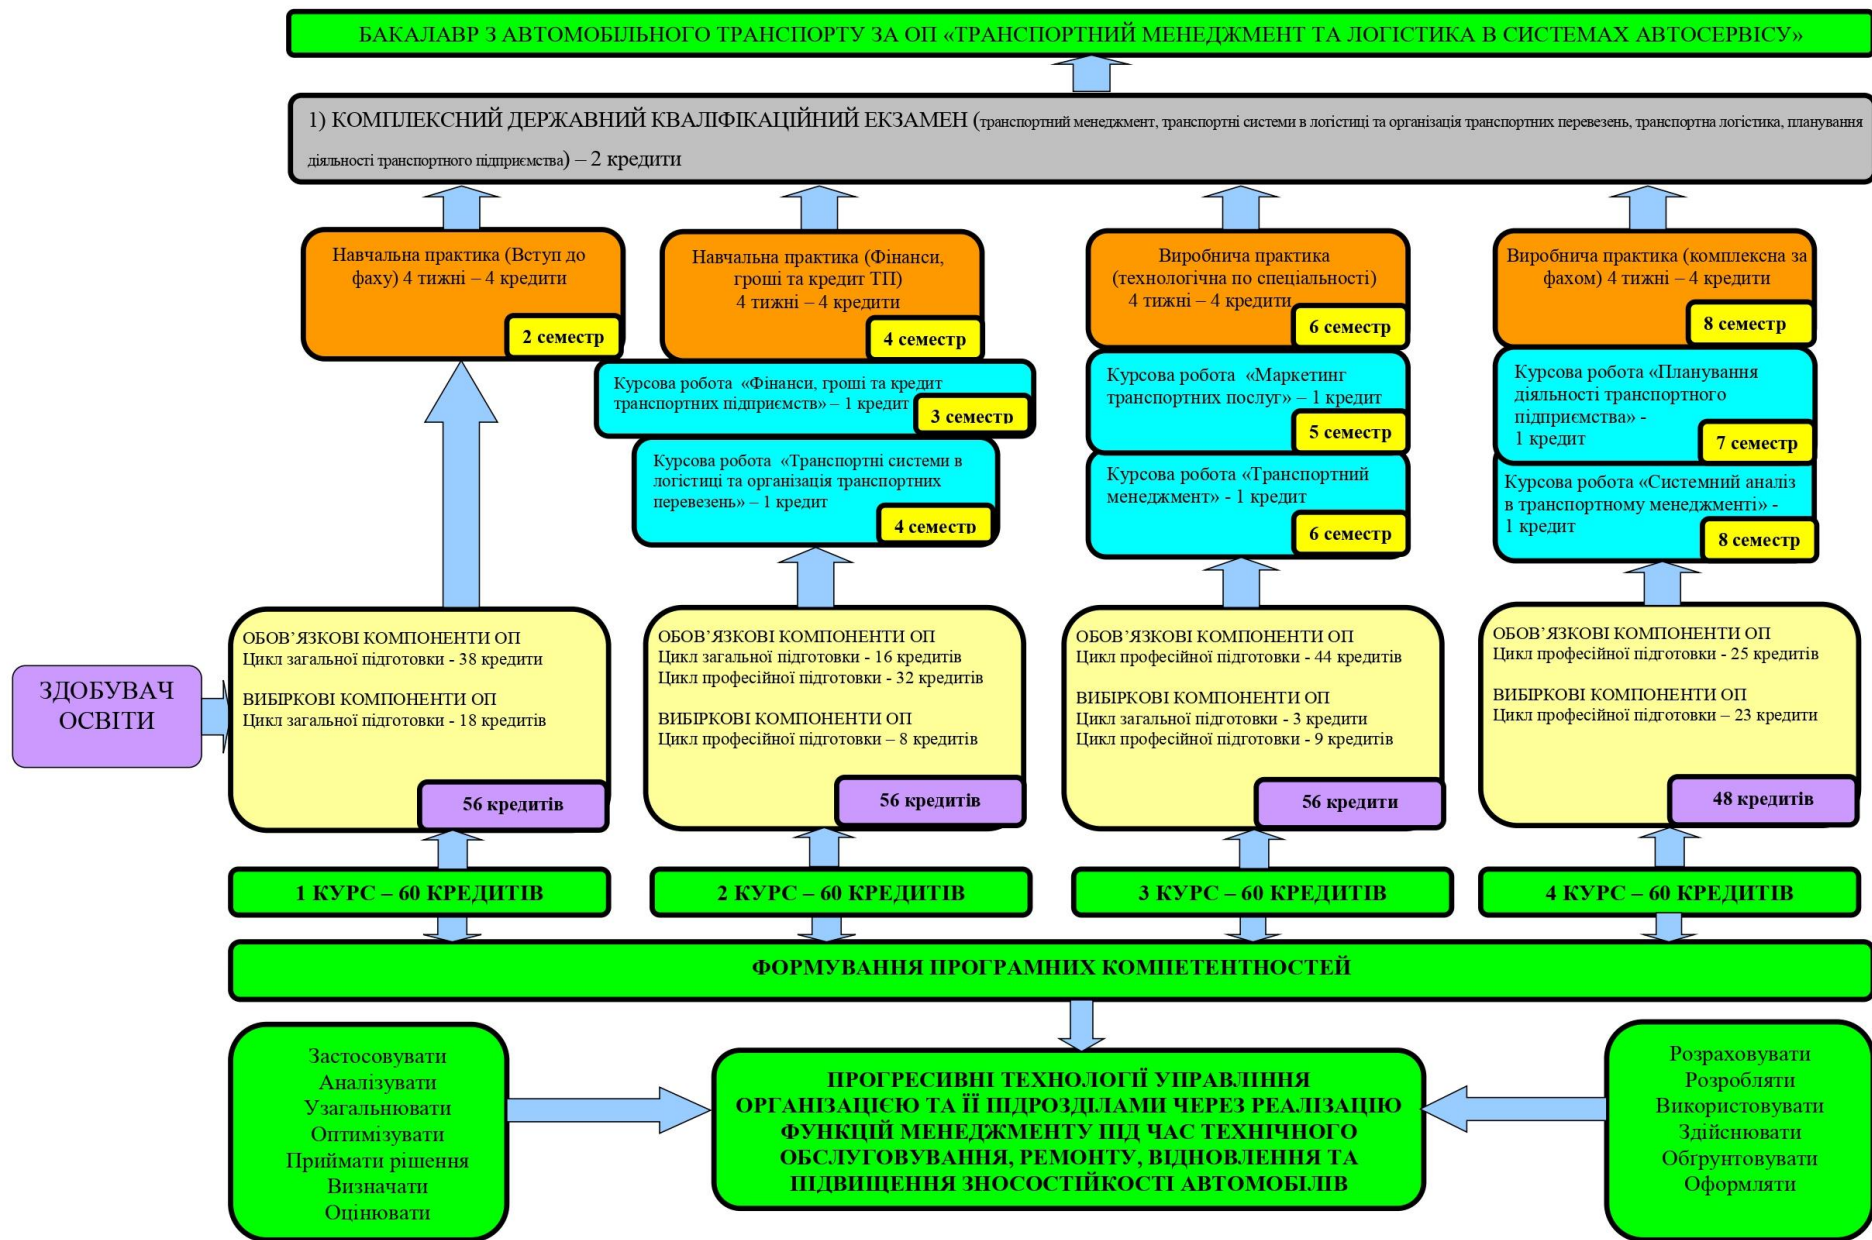 БАКАЛАВР З АВТОМОБІЛЬНОГО ТРАНСПОРТУ ЗА ОП «ТРАНСПОРТНИЙ МЕНЕДЖМЕНТ ТА ЛОГІСТИКА В СИСТЕМАХ АВТОСЕРВІСУ»
1) КОМПЛЕКСНИЙ ДЕРЖАВНИЙ КВАЛІФІКАЦІЙНИЙ ЕКЗАМЕН (транспортний менеджмент, транспортні системи в логістиці та організація транспортних перевезень, транспортна логістика, планування
діяльності транспортного підприємства) – 2 кредити
Навчальна практика (Вступ до
фаху) 4 тижні – 4 кредити
2 семестр
Навчальна практика (Фінанси,
гроші та кредит ТП)
4 тижні – 4 кредити
4 семестр
Виробнича практика
(технологічна по спеціальності)
4 тижні – 4 кредити
6 семестр
Виробнича практика (комплексна за
фахом) 4 тижні – 4 кредити
8 семестр
Курсова робота «Фінанси, гроші та кредит
транспортних підприємств» – 1 кредит
3 семестр
Курсова робота «Маркетинг
транспортних послуг» – 1 кредит
5 семестр
Курсова робота «Планування
діяльності транспортного
підприємства» -
1 кредит
7 семестр
Курсова робота «Транспортні системи в
логістиці та організація транспортних
перевезень» – 1 кредит
4 семестр
Курсова робота «Транспортний
менеджмент» - 1 кредит
6 семестр
Курсова робота «Системний аналіз
в транспортному менеджменті» -
1 кредит
8 семестр
ЗДОБУВАЧ
ОСВІТИ
ОБОВ’ЯЗКОВІ КОМПОНЕНТИ ОП
Цикл загальної підготовки - 38 кредити
ВИБІРКОВІ КОМПОНЕНТИ ОП
Цикл загальної підготовки - 18 кредитів
56 кредитів
ОБОВ’ЯЗКОВІ КОМПОНЕНТИ ОП
Цикл загальної підготовки - 16 кредитів
Цикл професійної підготовки - 32 кредитів
ВИБІРКОВІ КОМПОНЕНТИ ОП
Цикл професійної підготовки – 8 кредитів
56 кредитів
ОБОВ’ЯЗКОВІ КОМПОНЕНТИ ОП
Цикл професійної підготовки - 44 кредитів
ВИБІРКОВІ КОМПОНЕНТИ ОП
Цикл загальної підготовки - 3 кредити
Цикл професійної підготовки - 9 кредитів
56 кредити
ОБОВ’ЯЗКОВІ КОМПОНЕНТИ ОП
Цикл професійної підготовки - 25 кредитів
ВИБІРКОВІ КОМПОНЕНТИ ОП
Цикл професійної підготовки – 23 кредити
48 кредитів
1 КУРС – 60 КРЕДИТІВ
2 КУРС – 60 КРЕДИТІВ
3 КУРС – 60 КРЕДИТІВ
4 КУРС – 60 КРЕДИТІВ
ФОРМУВАННЯ ПРОГРАМНИХ КОМПЕТЕНТНОСТЕЙ
Застосовувати
Аналізувати
Узагальнювати
Оптимізувати
Приймати рішення
Визначати
Оцінювати
ПРОГРЕСИВНІ ТЕХНОЛОГІЇ УПРАВЛІННЯ
ОРГАНІЗАЦІЄЮ ТА ЇЇ ПІДРОЗДІЛАМИ ЧЕРЕЗ РЕАЛІЗАЦІЮ
ФУНКЦІЙ МЕНЕДЖМЕНТУ ПІД ЧАС ТЕХНІЧНОГО
ОБСЛУГОВУВАННЯ, РЕМОНТУ, ВІДНОВЛЕННЯ ТА
ПІДВИЩЕННЯ ЗНОСОСТІЙКОСТІ АВТОМОБІЛІВ
Розраховувати
Розробляти
Використовувати
Здійснювати
Обґрунтовувати
Оформляти